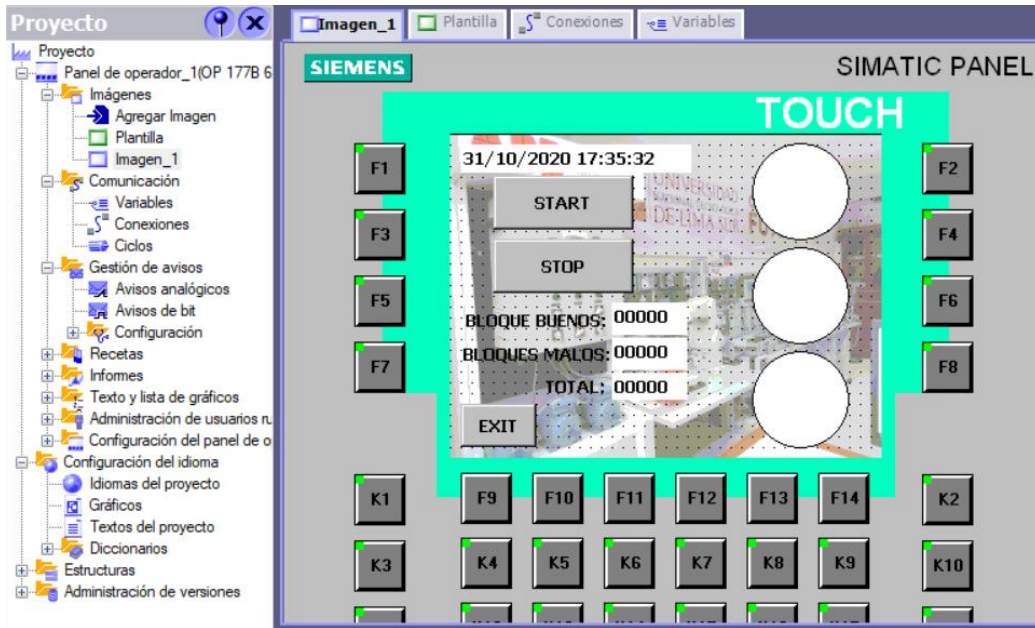 Proyecto
Proyecto
Panel de operador_1(OP 177B 6
Imágenes
Agregar Imagen
Plantilla
Imagen_1
Comunicación
Variables
Conexiones
Ciclos
Gestión de avisos
Avisos analógicos
Avisos de bit
Configuración
Recetas
Informes
Texto y lista de gráficos
Administración de usuarios ru
Configuración del panel de o
Configuración del idioma
Idiomas del proyecto
Gráficos
Textos del proyecto
Diccionarios
Estructuras
Administración de versiones
Imagen_1 Plantilla Conexiones Variables
SIEMENS
SIMATIC PANEL
TOUCH
31/10/2020 17:35:32
UNIVERSIDAD
DE LIMA SUR
START
STOP
BLOQUE BUENOS: 00000
BLOQUES MALOS: 00000
TOTAL: 00000
EXIT
F1 F2
F3 F4
F5 F6
F7 F8
K1 F9 F10 F11 F12 F13 F14 K2
K3 K4 K5 K6 K7 K8 K9 K10